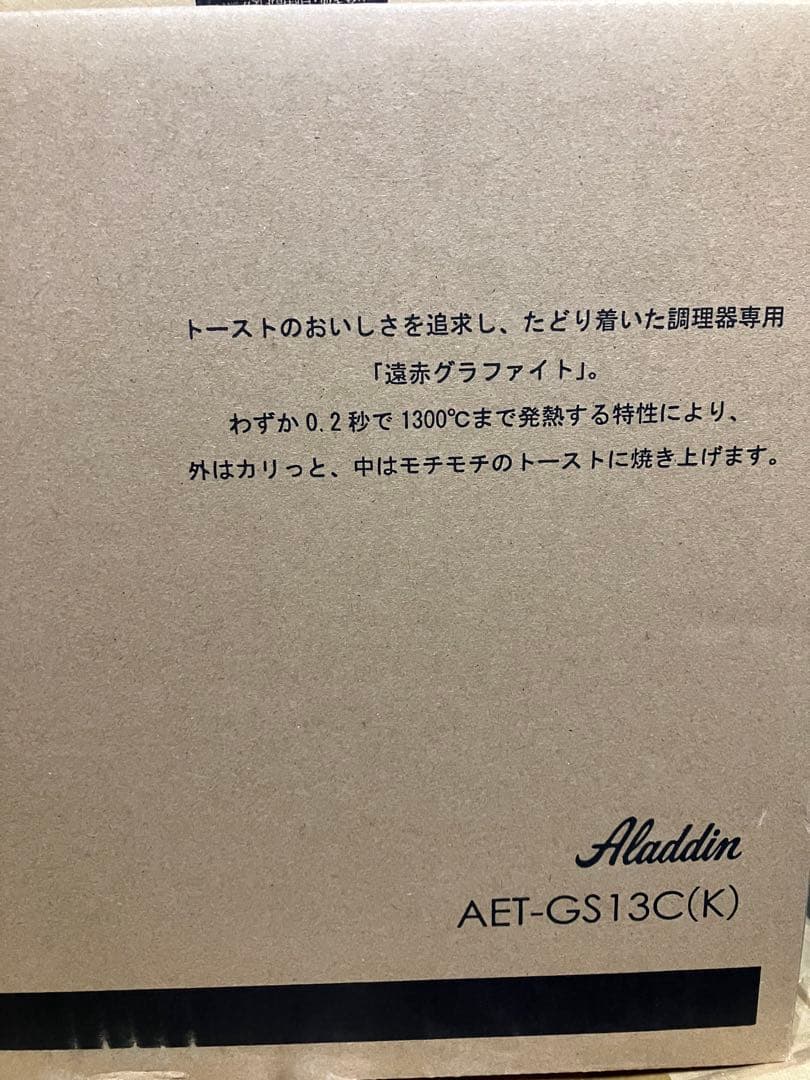 トーストのおいしさを追求し、たどり着いた調理器専用
「遠赤グラファイト」。
わずか0.2秒で1300℃まで発熱する特性により、
外はカリっと、中はモチモチのトーストに焼き上げます。
Aladdin
AET-GS13C(K)